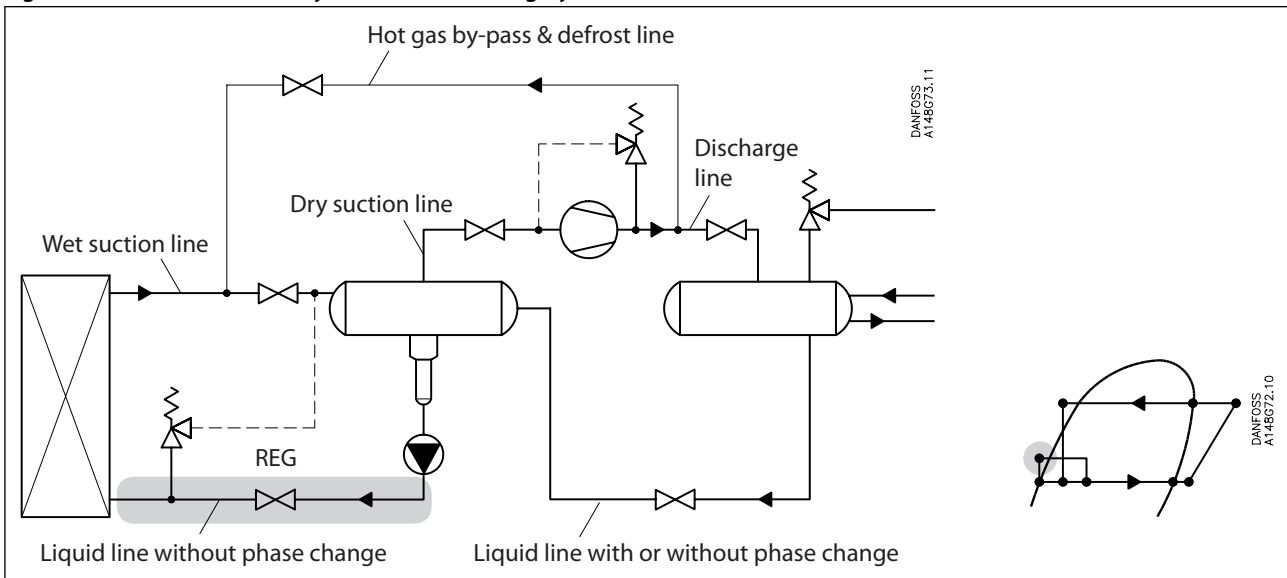 Hot gas by-pass & defrost line
DANFOSS
A148G73.11
Discharge
line
Dry suction line
Wet suction line
REG
Liquid line without phase change
Liquid line with or without phase change
DANFOSS
A148G72.10